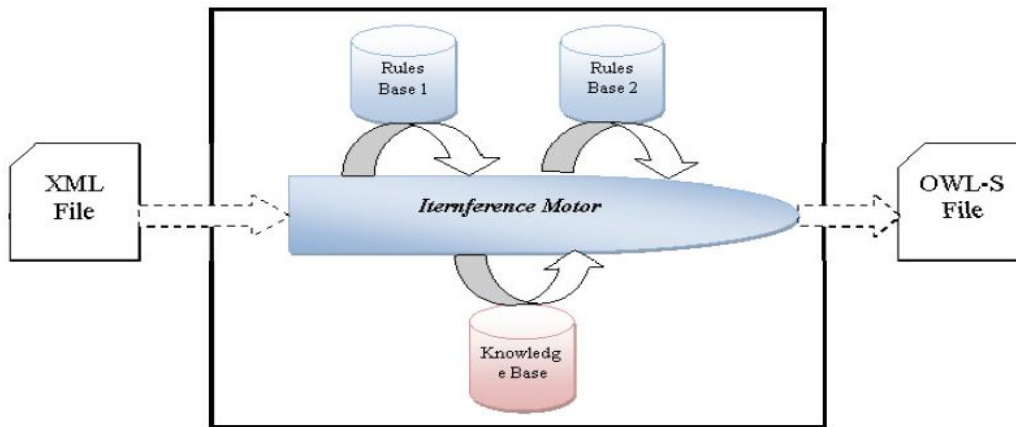 Rules
Base 1
Rules
Base 2
XML
File
Iternference Motor
OWL-S
File
Knowledg
e Base